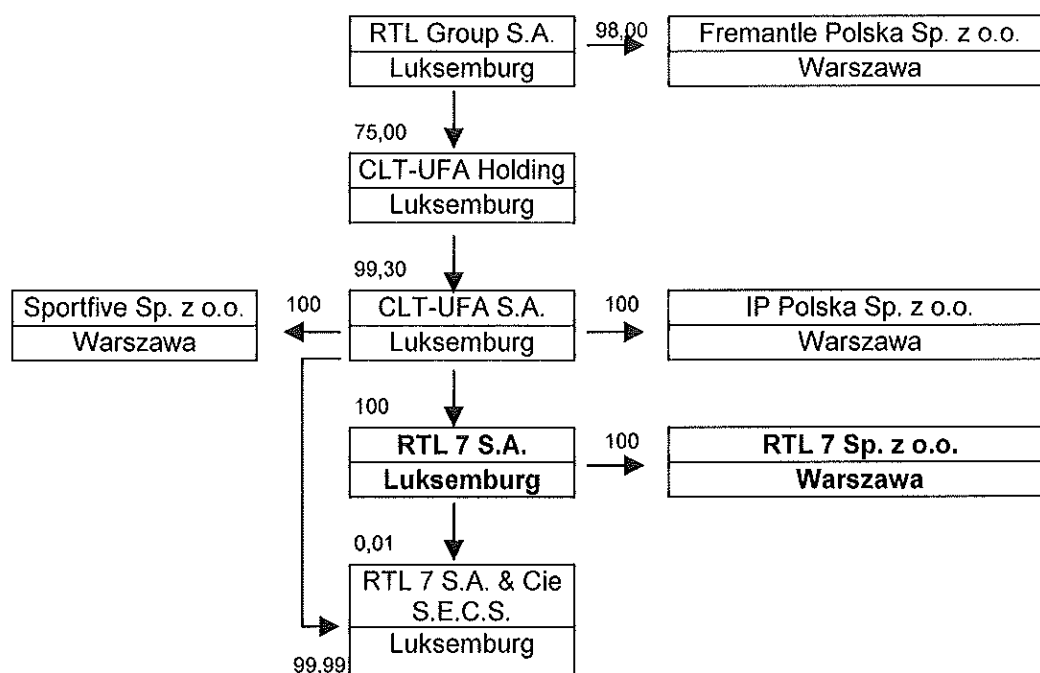 RTL Group S.A.
Luksemburg
98,00
Fremantle Polska Sp. z o.o.
Warszawa
75,00
CLT-UFA Holding
Luksemburg
99,30
Sportfive Sp. z o.o.
Warszawa
100
CLT-UFA S.A.
Luksemburg
100
IP Polska Sp. z o.o.
Warszawa
100
RTL 7 S.A.
Luksemburg
100
RTL 7 Sp. z o.o.
Warszawa
0,01
RTL 7 S.A. & Cie
S.E.C.S.
Luksemburg
99,99